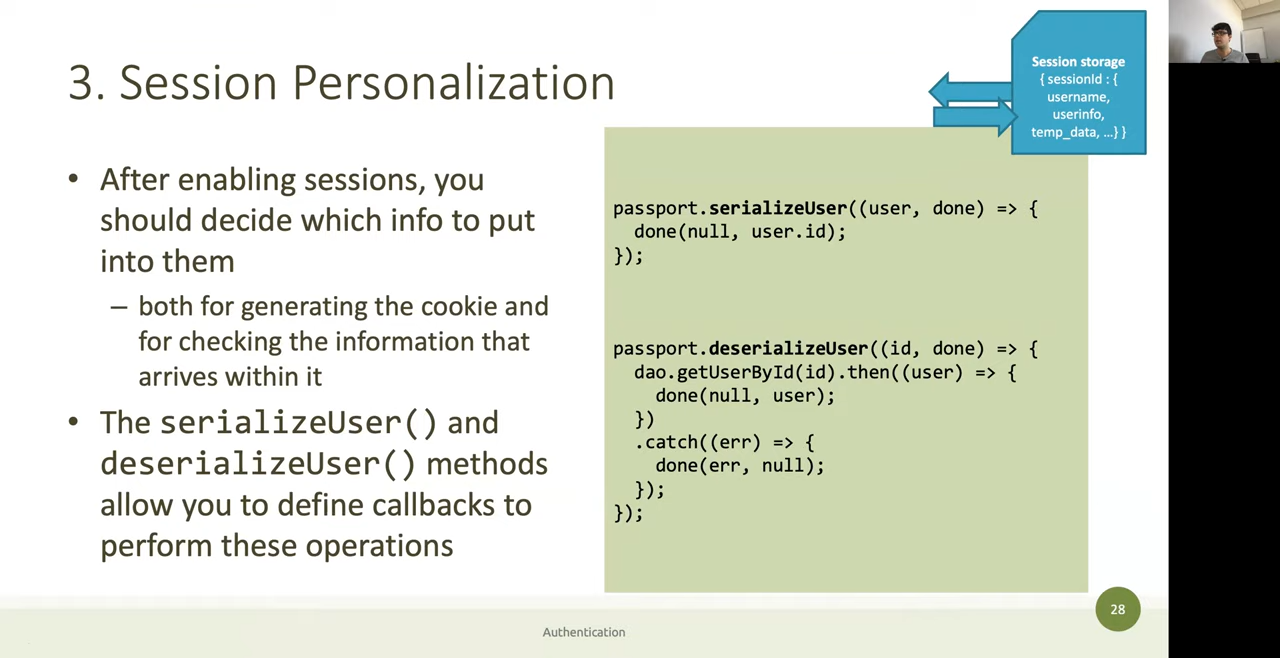 3. Session Personalization
Session storage
{ sessionId : {
username,
userinfo,
temp_data, ...} }
• After enabling sessions, you
should decide which info to put
into them
– both for generating the cookie and
for checking the information that
arrives within it
• The serializeUser() and
deserializeUser() methods
allow you to define callbacks to
perform these operations
passport.serializeUser((user, done) => {
done(null, user.id);
});
passport.deserializeUser((id, done) => {
dao.getUserById(id).then((user) => {
done(null, user);
})
.catch((err) => {
done(err, null);
});
});
Authentication
28